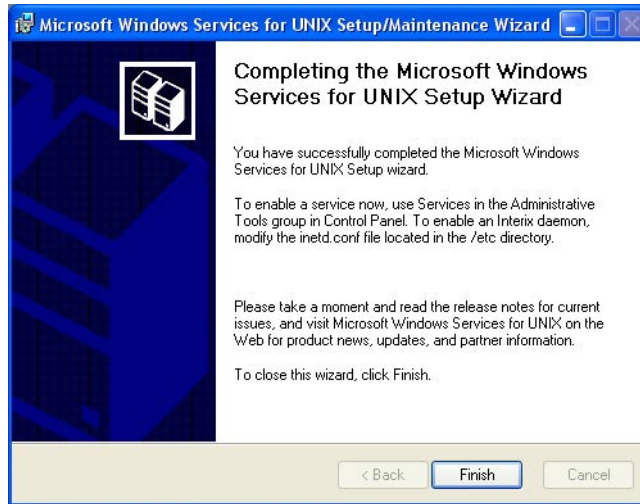 Microsoft Windows Services for UNIX Setup/Maintenance Wizard
Completing the Microsoft Windows
Services for UNIX Setup Wizard
You have successfully completed the Microsoft Windows
Services for UNIX Setup wizard.
To enable a service now, use Services in the Administrative
Tools group in Control Panel. To enable an Interix daemon,
modify the inetd.conf file located in the /etc directory.
Please take a moment and read the release notes for current
issues, and visit Microsoft Windows Services for UNIX on the
Web for product news, updates, and partner information.
To close this wizard, click Finish.
< Back Finish Cancel